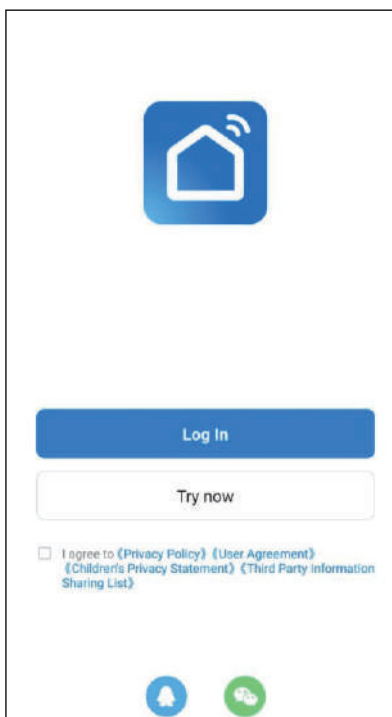 Log In
Try now
I agree to 《Privacy Policy》 《User Agreement》
《Children's Privacy Statement》 《Third Party Information
Sharing List》